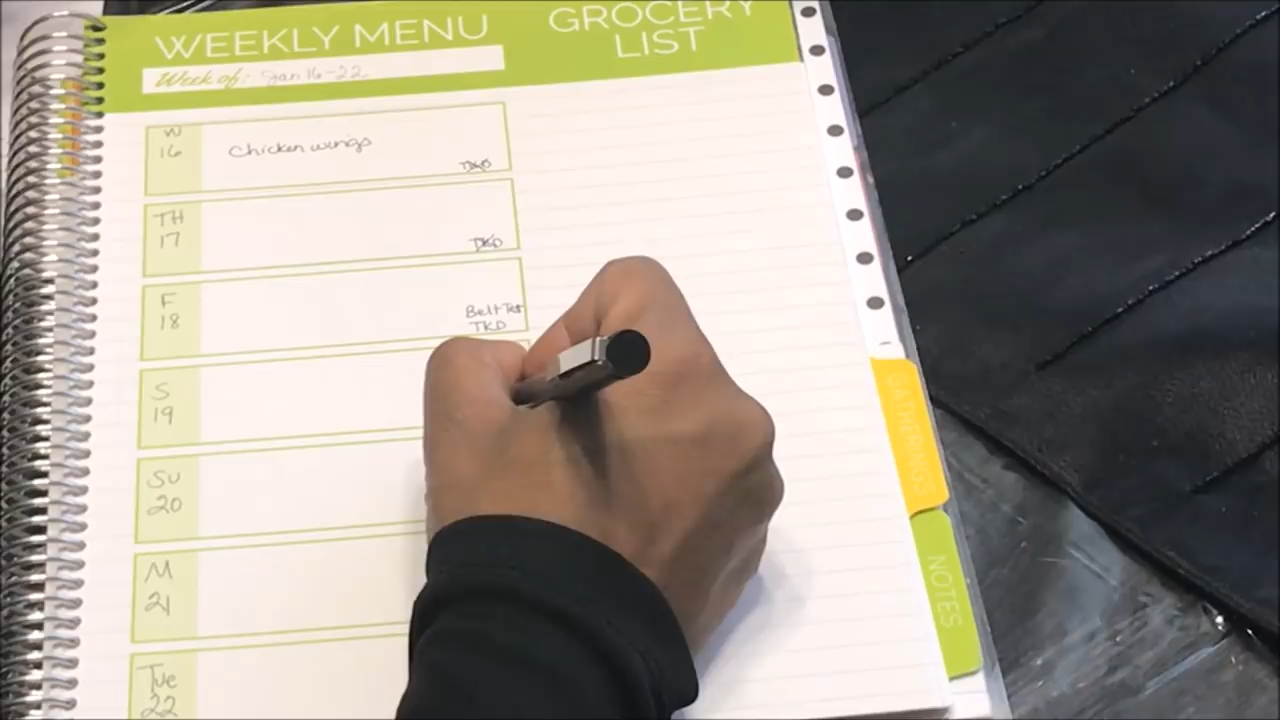 WEEKLY MENU
GROCERY
LIST
Week of: Jan 16-22
W
16
Chicken wings
TKD
TH
17
TKD
F
18
Belt Test
TKD
S
19
SU
20
M
21
Tue
22
GATHERINGS
NOTES